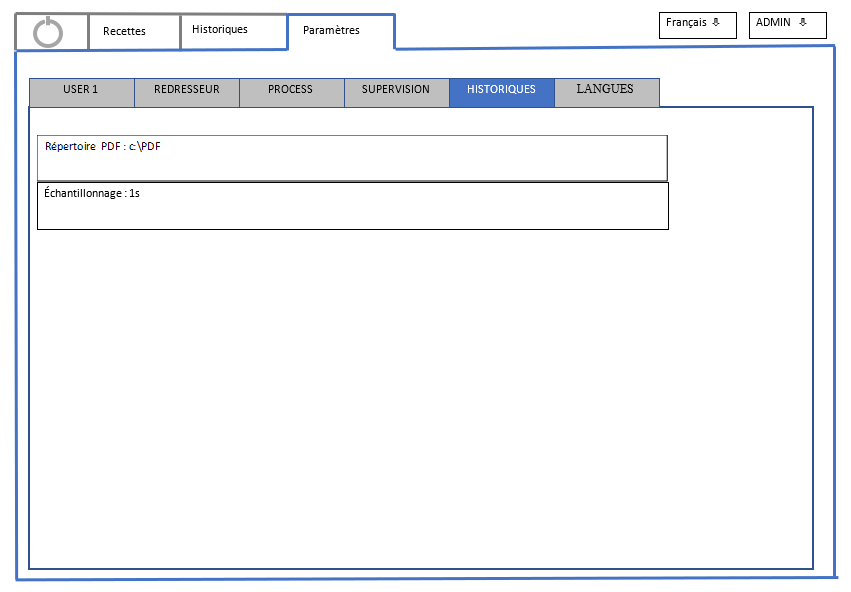 Recettes
Historiques
Paramètres
Français ⇩
ADMIN ⇩
USER 1
REDRESSEUR
PROCESS
SUPERVISION
HISTORIQUES
LANGUES
Répertoire PDF : c:\PDF
Échantillonnage : 1s